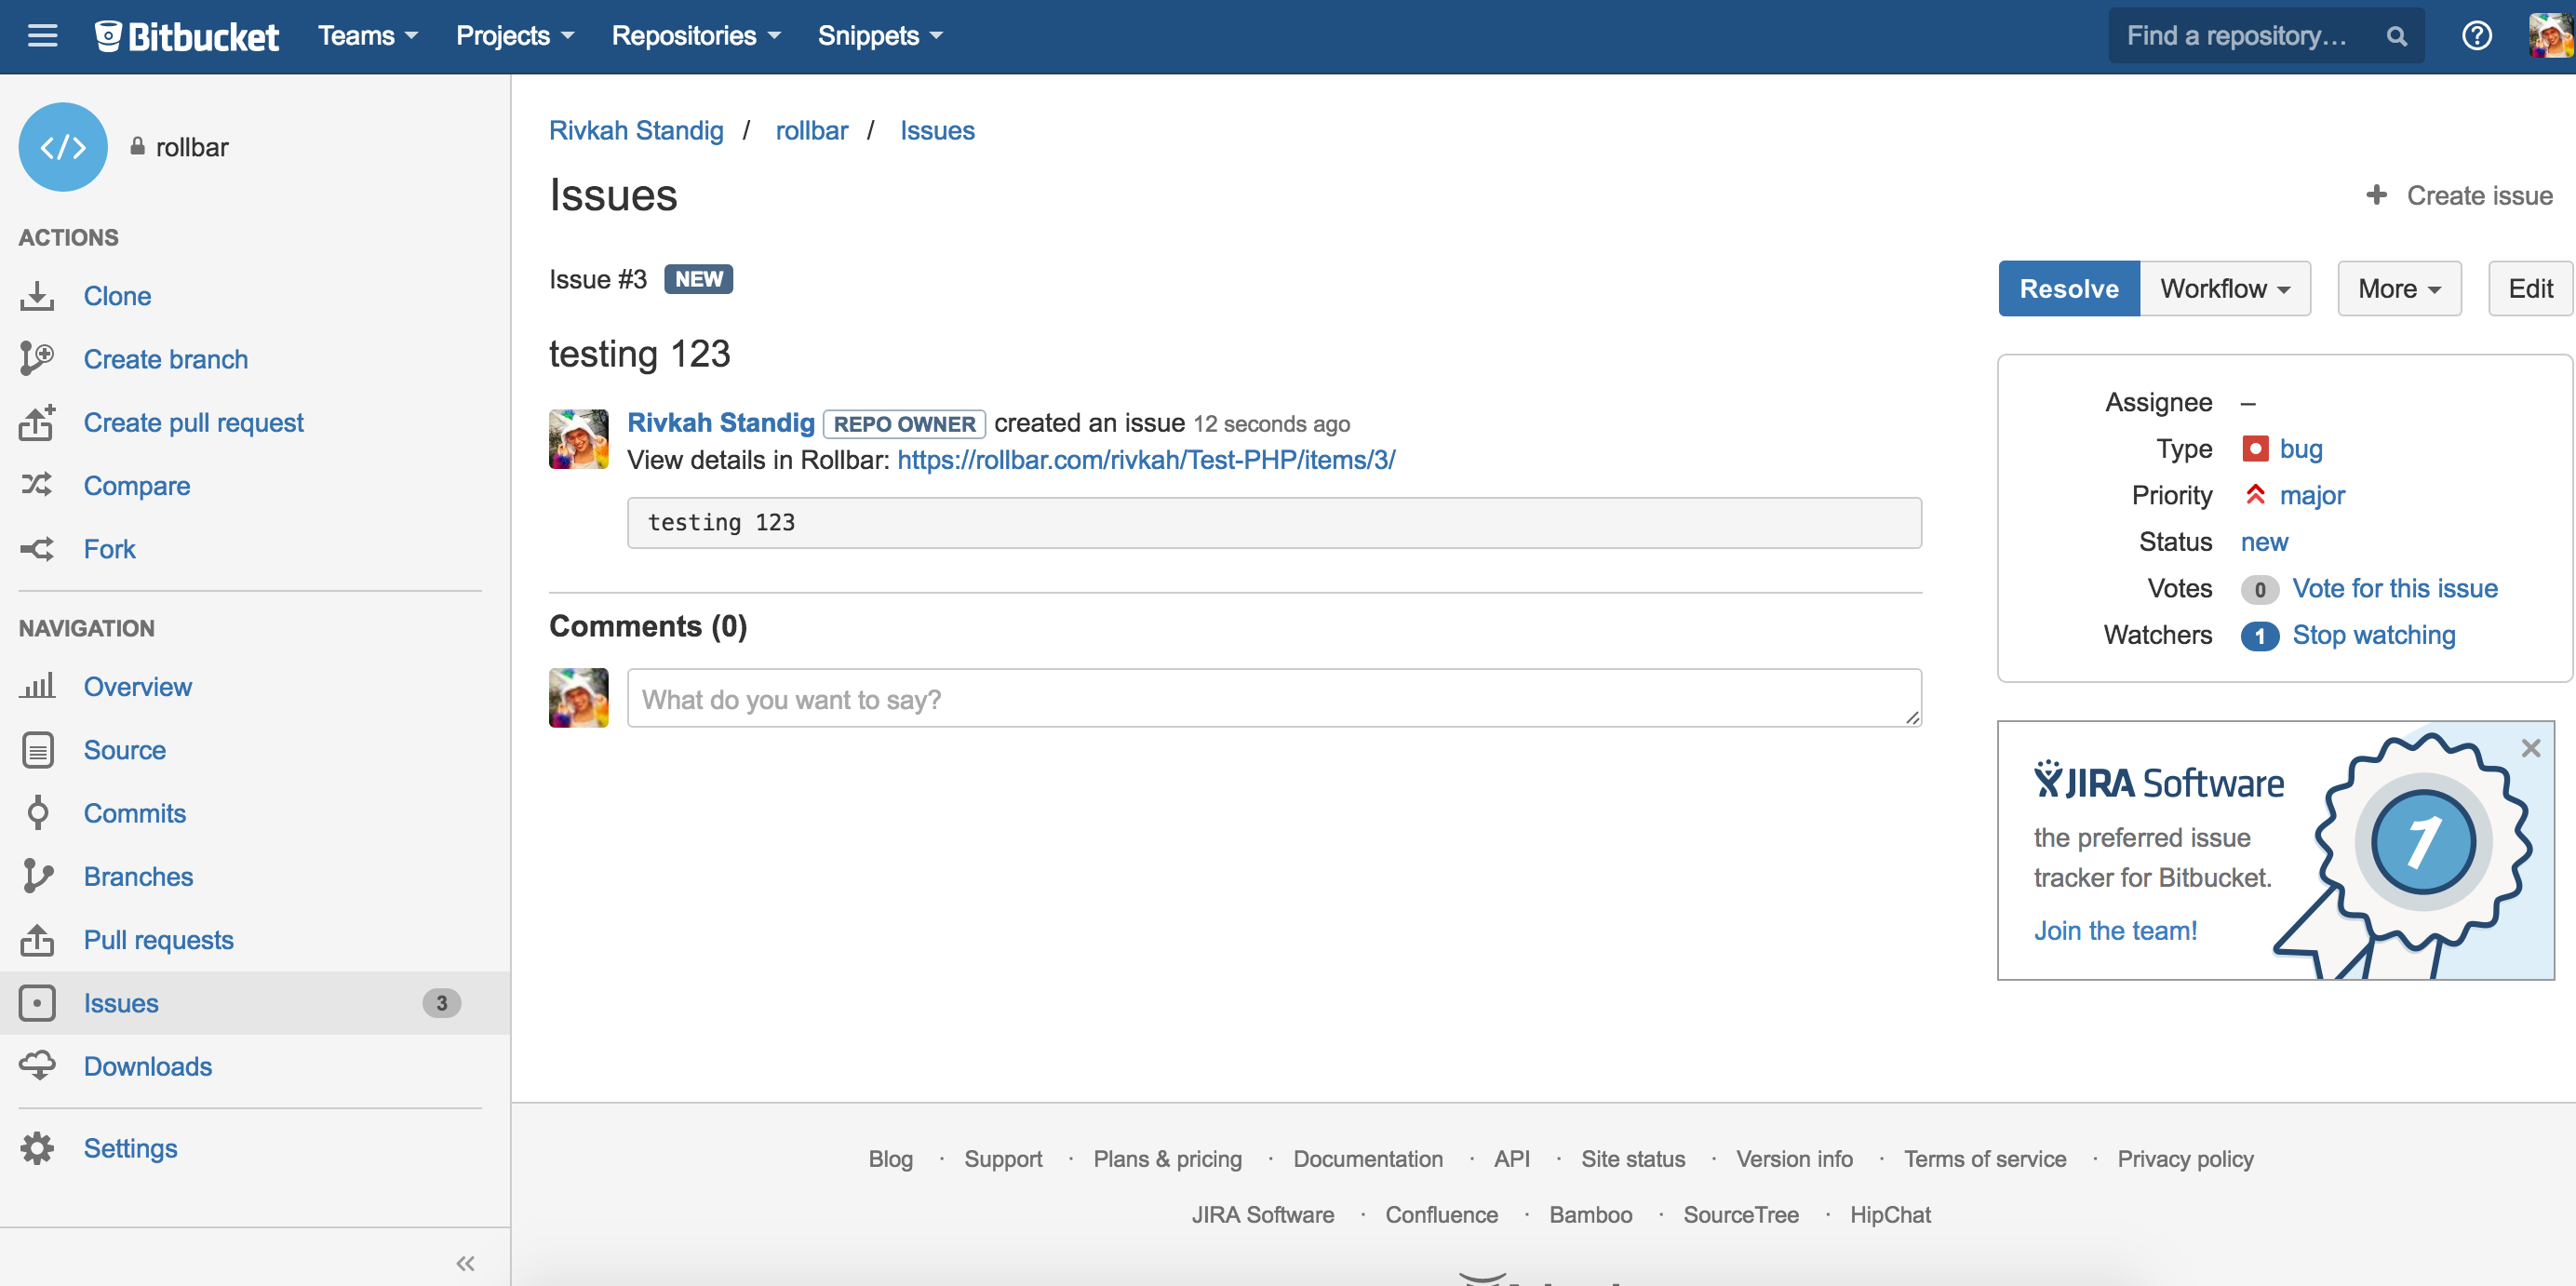 Bitbucket Teams Projects Repositories Snippets Find a repository...
rollbar
ACTIONS
Clone
Create branch
Create pull request
Compare
Fork
NAVIGATION
Overview
Source
Commits
Branches
Pull requests
Issues 3
Downloads
Settings
Rivkah Standig / rollbar / Issues
Issues
Create issue
Issue #3 NEW
Resolve Workflow More Edit
testing 123
Rivkah Standig REPO OWNER created an issue 12 seconds ago
View details in Rollbar: https://rollbar.com/rivkah/Test-PHP/items/3/
testing 123
Comments (0)
What do you want to say?
Assignee –
Type bug
Priority major
Status new
Votes 0 Vote for this issue
Watchers 1 Stop watching
JIRA Software
the preferred issue
tracker for Bitbucket.
Join the team!
1
Blog · Support · Plans & pricing · Documentation · API · Site status · Version info · Terms of service · Privacy policy
JIRA Software · Confluence · Bamboo · SourceTree · HipChat